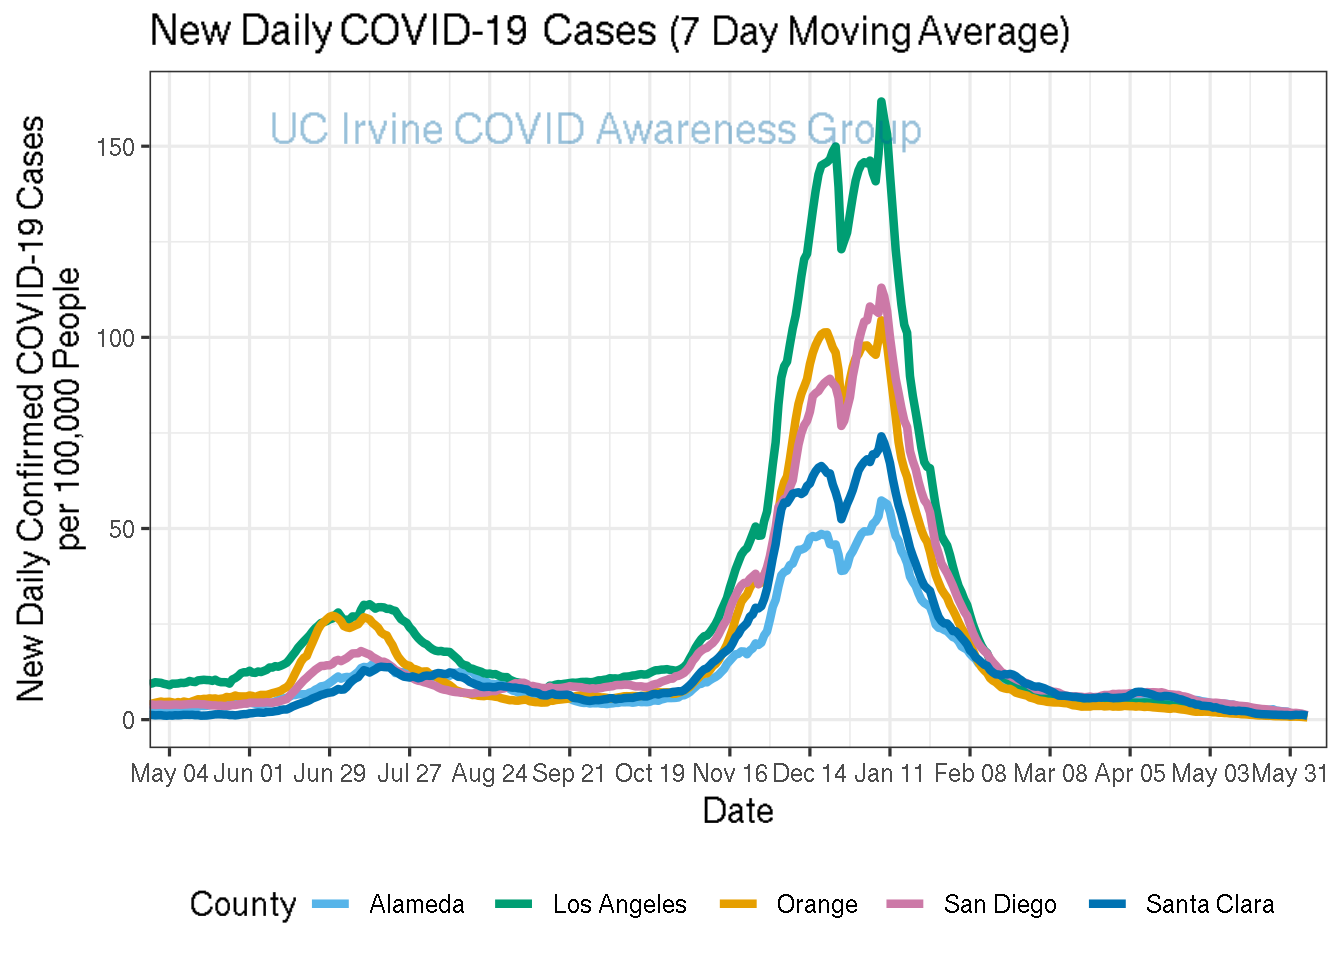 New Daily COVID-19 Cases (7 Day Moving Average)
UC Irvine COVID Awareness Group
New Daily Confirmed COVID-19 Cases
per 100,000 People
150
100
50
0
May 04 Jun 01 Jun 29 Jul 27 Aug 24 Sep 21 Oct 19 Nov 16 Dec 14 Jan 11 Feb 08 Mar 08 Apr 05 May 03 May 31
Date
County Alameda Los Angeles Orange San Diego Santa Clara